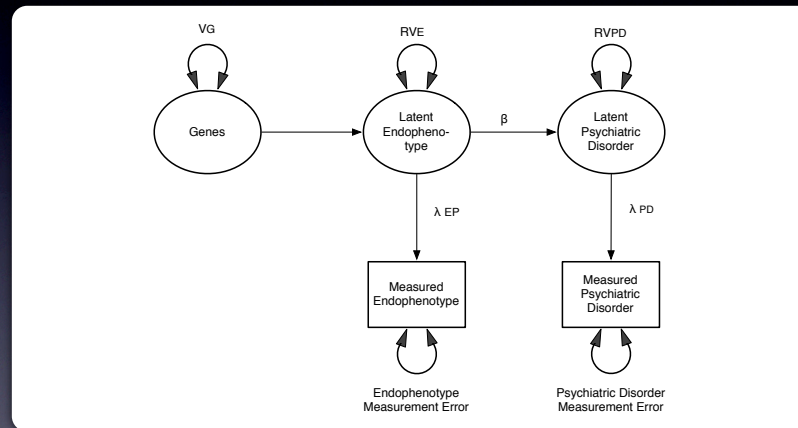 VG
RVE
RVPD
Genes
Latent
Endopheno-
type
β
Latent
Psychiatric
Disorder
λ EP
λ PD
Measured
Endophenotype
Measured
Psychiatric
Disorder
Endophenotype
Measurement Error
Psychiatric Disorder
Measurement Error